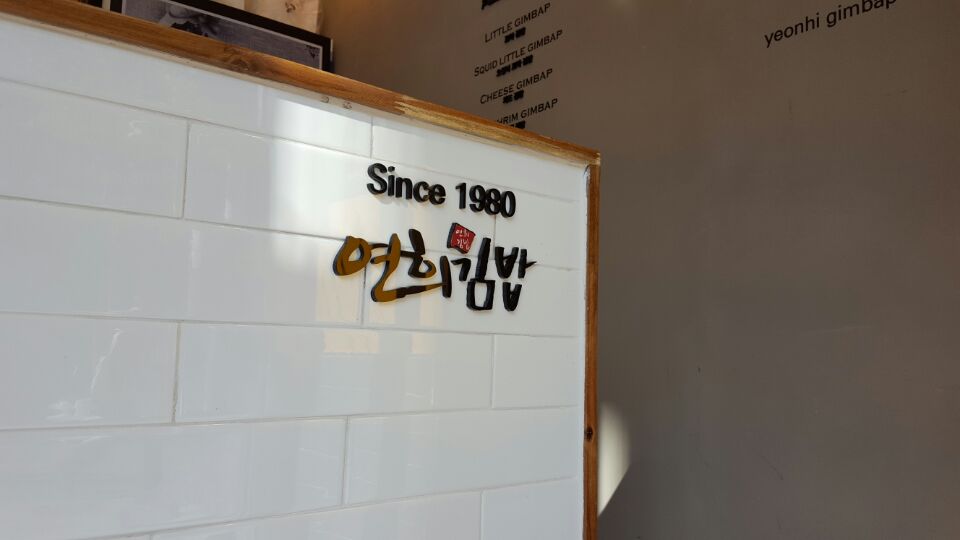 LITTLE GIMBAP
SQUID LITTLE GIMBAP
CHEESE GIMBAP
yeonhi gimbap
Since 1980
연희김밥